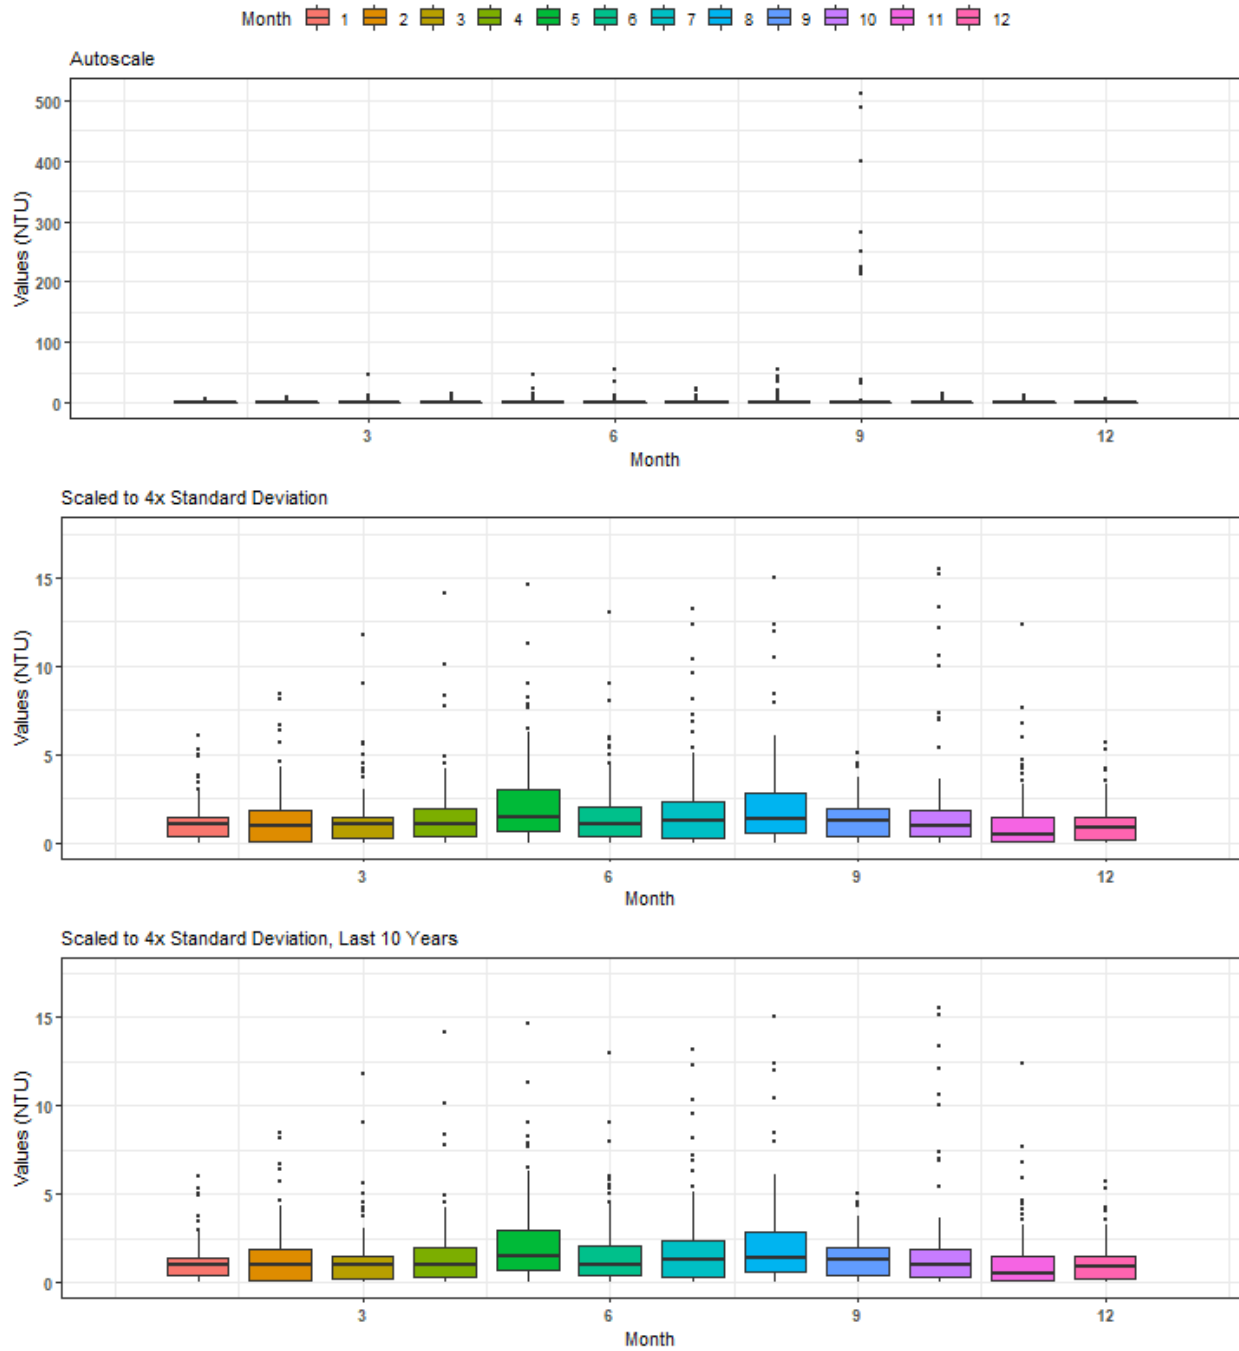 Month 1 2 3 4 5 6 7 8 9 10 11 12
Autoscale
Values (NTU)
500
400
300
200
100
0
3 6 9 12
Month
Scaled to 4x Standard Deviation
Values (NTU)
15
10
5
0
3 6 9 12
Month
Scaled to 4x Standard Deviation, Last 10 Years
Values (NTU)
15
10
5
0
3 6 9 12
Month